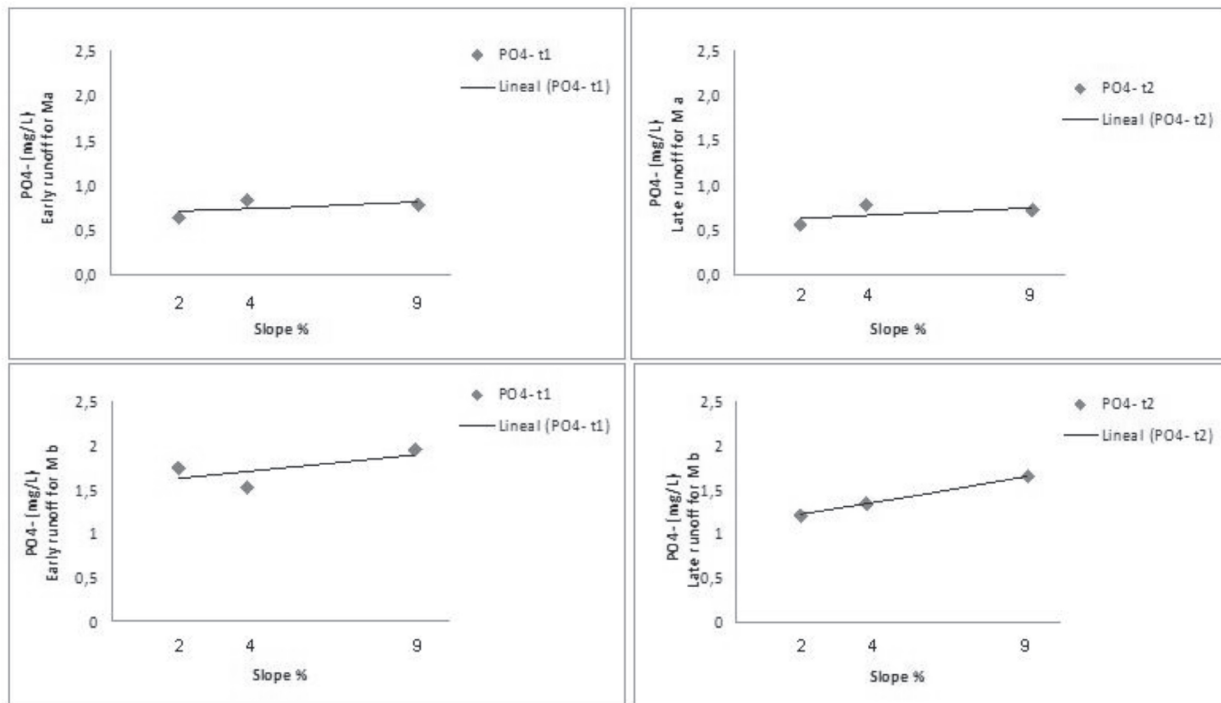 PO4- (mg/L)
Early runoff for Ma
2,5
2,0
1,5
1,0
0,5
0,0
2 4 9
Slope %
PO4- t1
Lineal (PO4- t1)
PO4- (mg/L)
Late runoff for M a
2,5
2,0
1,5
1,0
0,5
0,0
2 4 9
Slope %
PO4- t2
Lineal (PO4- t2)
PO4- (mg/L)
Early runoff for M b
2,5
2
1,5
1
0,5
0
2 4 9
Slope %
PO4- t1
Lineal (PO4- t1)
PO4- (mg/L)
Late runoff for M b
2,5
2
1,5
1
0,5
0
2 4 9
Slope %
PO4- t2
Lineal (PO4- t2)